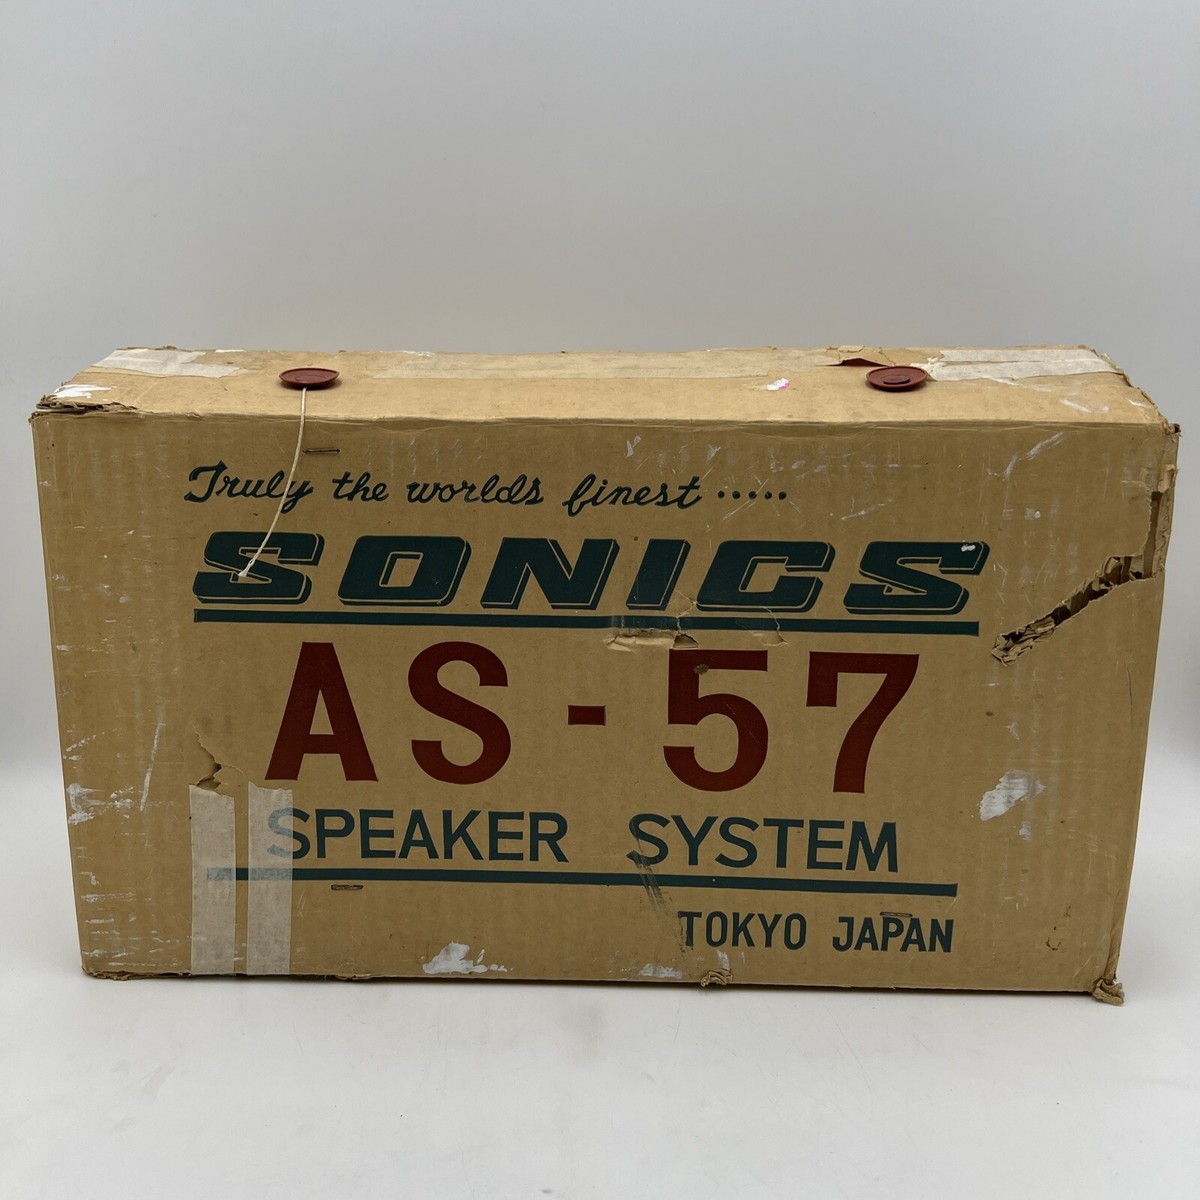 Truly the worlds finest .....
SONICS
AS-57
SPEAKER SYSTEM
TOKYO JAPAN